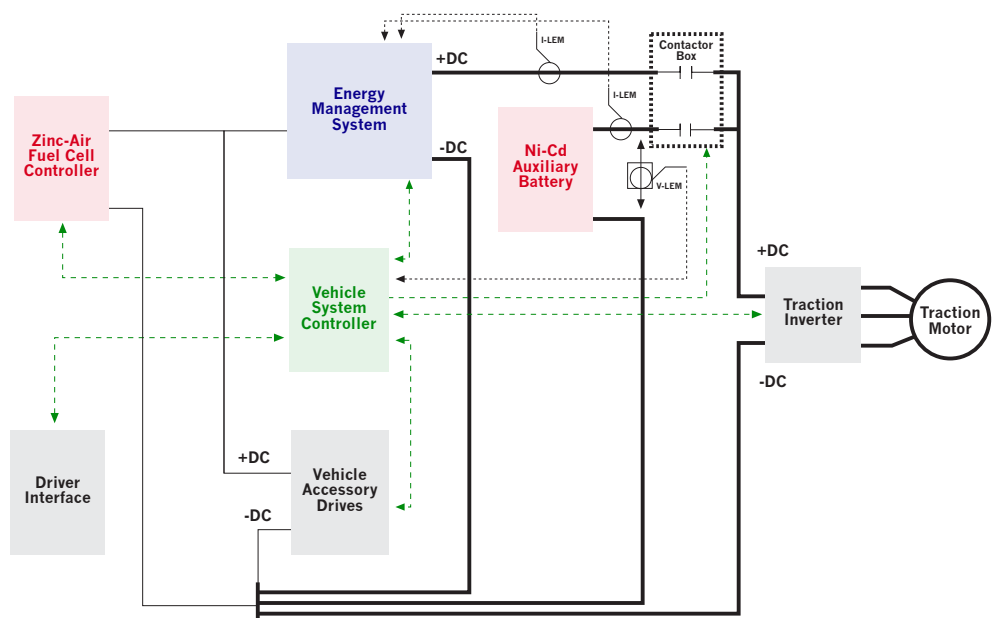 I-LEM
Contactor
Box
+DC
Energy
Management
System
I-LEM
Zinc-Air
Fuel Cell
Controller
-DC
Ni-Cd
Auxiliary
Battery
V-LEM
+DC
Vehicle
System
Controller
Traction
Inverter
Traction
Motor
-DC
+DC
Vehicle
Accessory
Drives
Driver
Interface
-DC